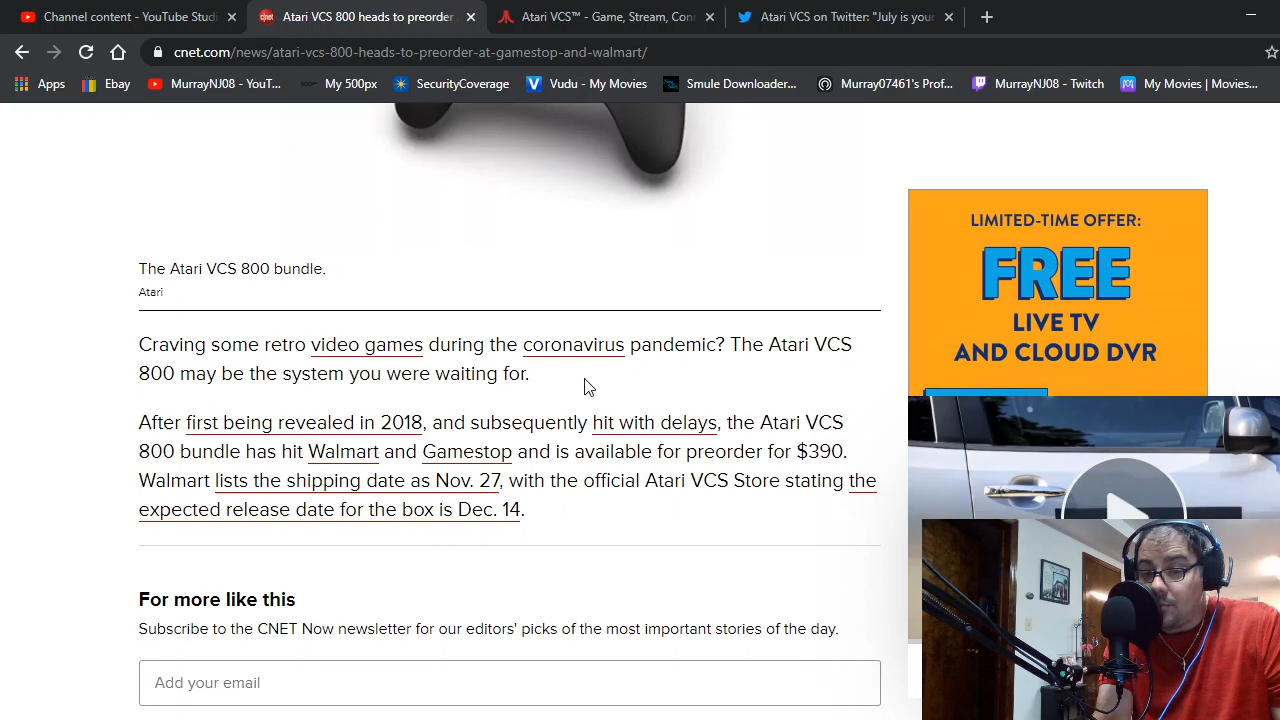 Channel content - YouTube Studi
Atari VCS 800 heads to preorder
Atari VCS™ - Game, Stream, Con
Atari VCS on Twitter: "July is your
cnet.com/news/atari-vcs-800-heads-to-preorder-at-gamestop-and-walmart/
Apps Ebay MurrayNJ08 - YouT... My 500px SecurityCoverage Vudu - My Movies Smule Downloader... Murray07461's Prof... MurrayNJ08 - Twitch My Movies | Movies...
The Atari VCS 800 bundle.
Atari
Craving some retro video games during the coronavirus pandemic? The Atari VCS
800 may be the system you were waiting for.
After first being revealed in 2018, and subsequently hit with delays, the Atari VCS
800 bundle has hit Walmart and Gamestop and is available for preorder for $390.
Walmart lists the shipping date as Nov. 27, with the official Atari VCS Store stating the
expected release date for the box is Dec. 14.
For more like this
Subscribe to the CNET Now newsletter for our editors' picks of the most important stories of the day.
Add your email
LIMITED-TIME OFFER:
FREE
LIVE TV
AND CLOUD DVR